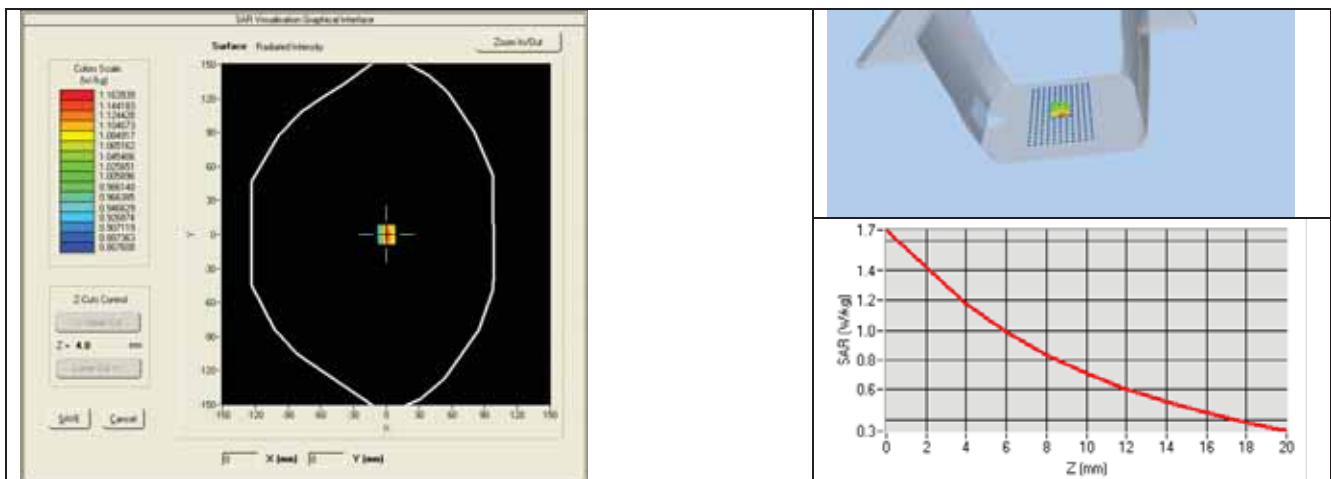 SAR Visualisation Graphical Interface
Surface Radiated Intensity
Zoom In/Out
Colors Scale
(W/kg)
1.163939
1.144183
1.124428
1.104673
1.084917
1.065162
1.045406
1.025651
1.005896
0.986140
0.966385
0.946629
0.926874
0.907119
0.887363
0.867608
150
120
90
60
30
0
-30
-60
-90
-120
-150
Y
-150 -120 -90 -60 -30 0 30 60 90 120 150
X
Z Cuts Control
Z = 4.0 mm
SAVE Cancel
0 X (mm) 0 Y (mm)
SAR (W/kg)
1.7
1.4
1.2
1.0
0.8
0.6
0.3
0 2 4 6 8 10 12 14 16 18 20
Z (mm)